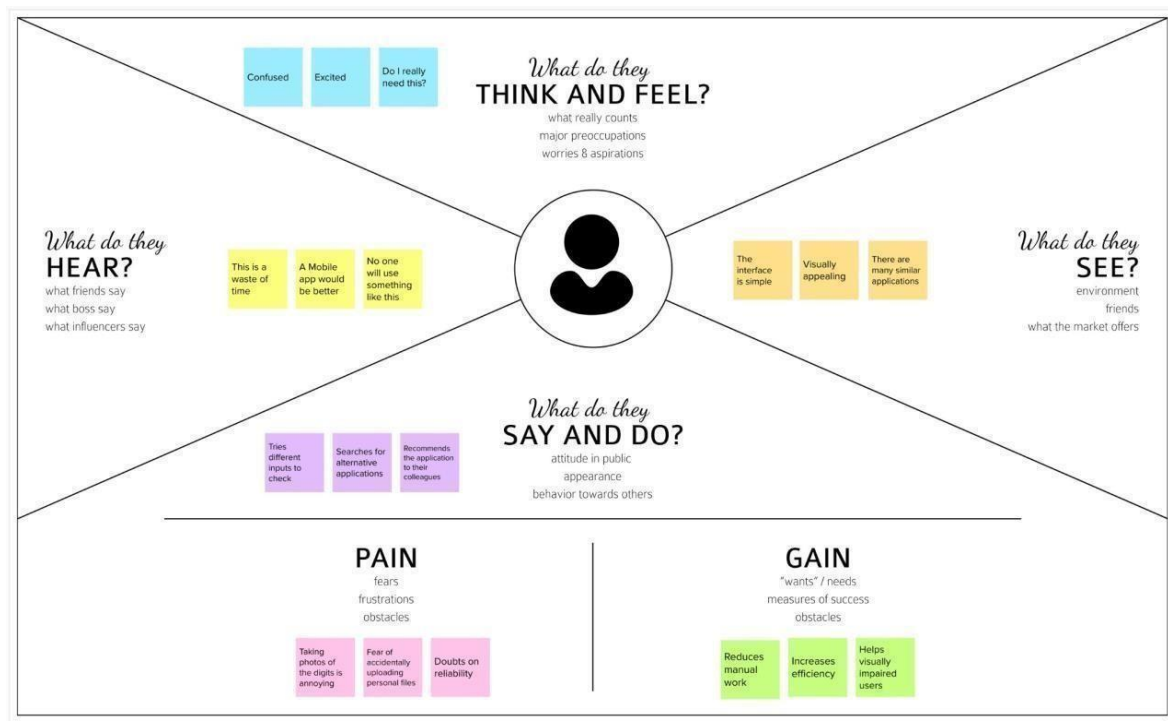 Confused
Excited
Do I really
need this?
What do they
THINK AND FEEL?
what really counts
major preoccupations
worries & aspirations
What do they
HEAR?
what friends say
what boss say
what influencers say
This is a
waste of
time
A Mobile
app would
be better
No one
will use
something
like this
The
interface
is simple
Visually
appealing
There are
many similar
applications
What do they
SEE?
environment
friends
what the market offers
What do they
SAY AND DO?
attitude in public
appearance
behavior towards others
Tries
different
inputs to
check
Searches for
alternative
applications
Recommends
the application
to their
colleagues
PAIN
fears
frustrations
obstacles
Taking
photos of
the digits is
annoying
Fear of
accidentally
uploading
personal files
Doubts on
reliability
GAIN
"wants" / needs
measures of success
obstacles
Reduces
manual
work
Increases
efficiency
Helps
visually
impaired
users